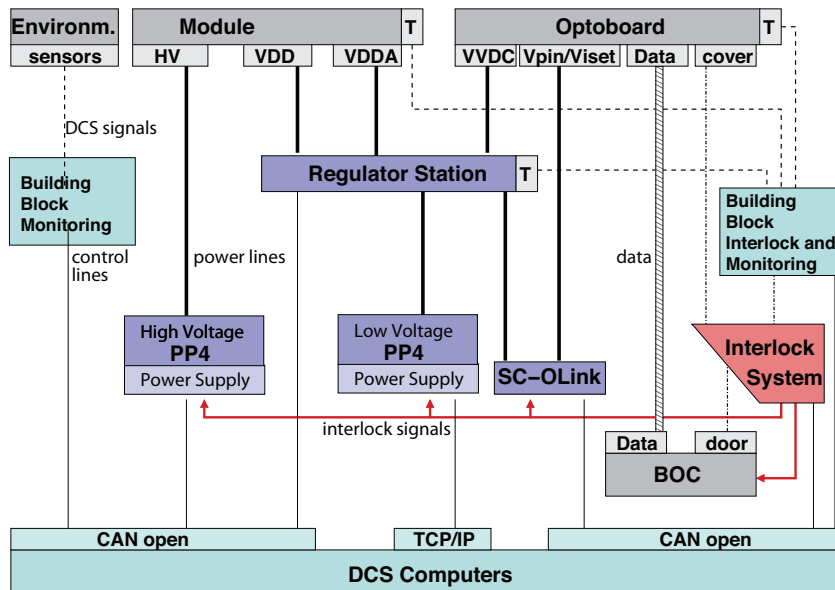 Environm.
Module
T
Optoboard
T
sensors
HV
VDD
VDDA
VVDC
Vpin/Viset
Data
cover
DCS signals
Building
Block
Monitoring
Regulator Station
T
Building
Block
Interlock and
Monitoring
control
lines
power lines
data
High Voltage
PP4
Power Supply
Low Voltage
PP4
Power Supply
SC-OLink
Interlock
System
interlock signals
Data
door
BOC
CAN open
TCP/IP
CAN open
DCS Computers